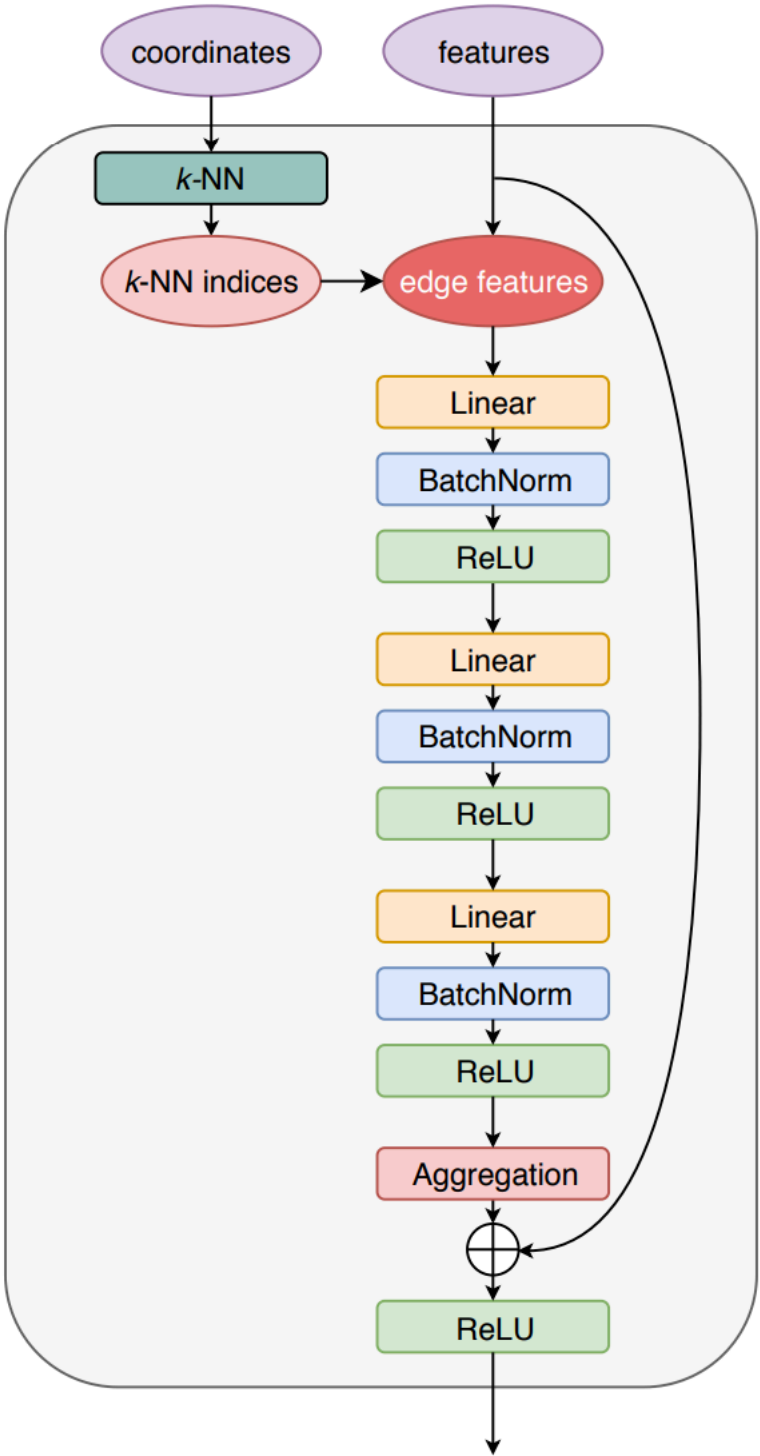 coordinates
features
k-NN
k-NN indices
edge features
Linear
BatchNorm
ReLU
Linear
BatchNorm
ReLU
Linear
BatchNorm
ReLU
Aggregation
ReLU